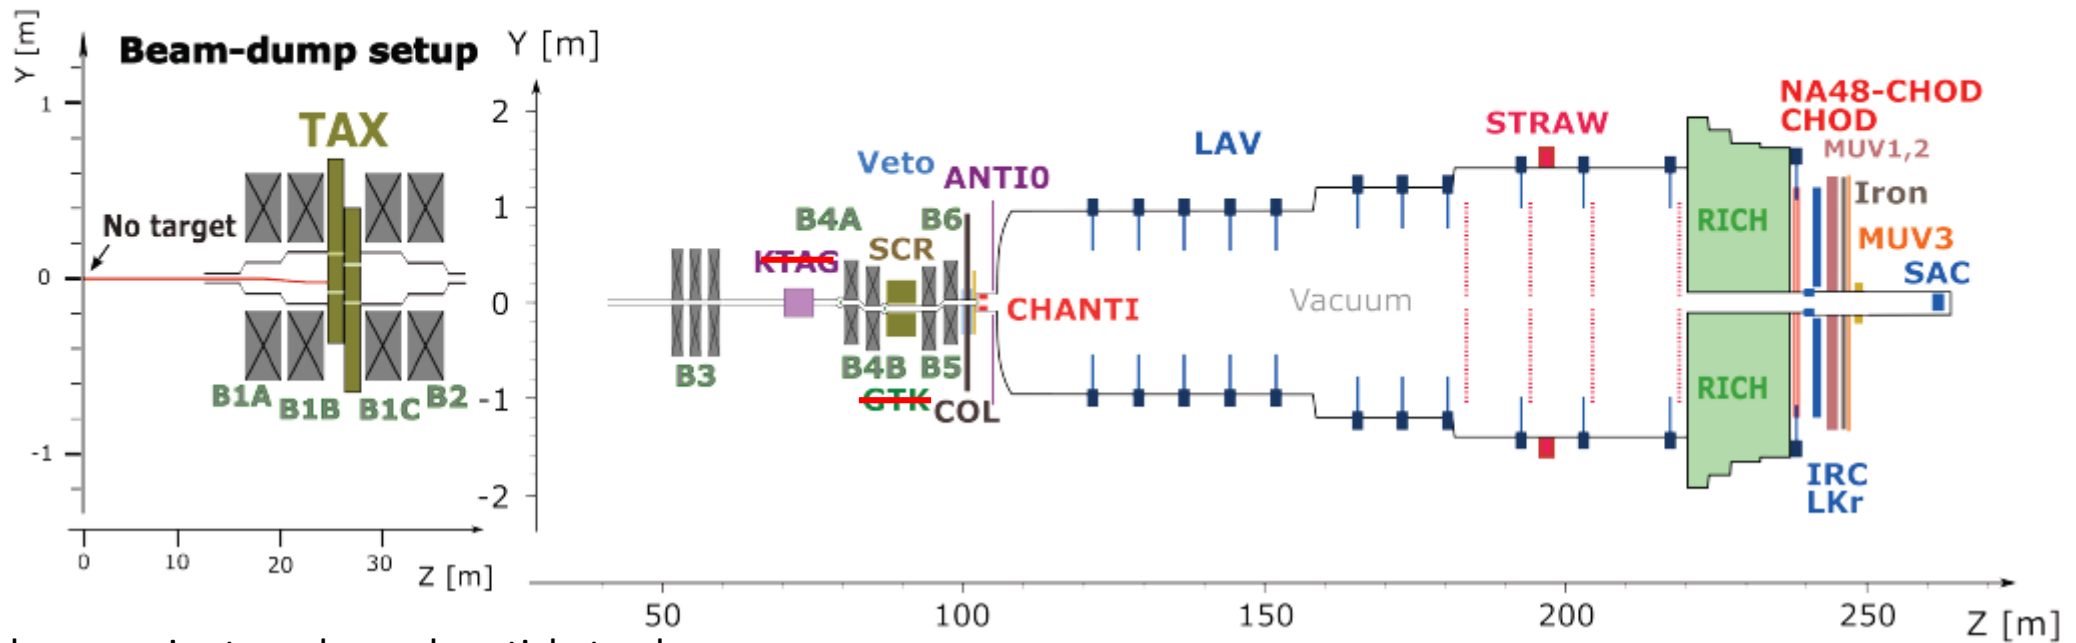 Y [m]
Beam-dump setup
1
0
-1
No target
TAX
B1A
B1B
B1C
B2
0
10
20
30
Z [m]
Y [m]
2
1
0
-1
-2
Veto
ANTI0
LAV
STRAW
NA48-CHOD
CHOD
MUV1,2
Iron
MUV3
SAC
B4A
B6
SCR
KTAG
CHANTI
Vacuum
RICH
RICH
B3
B4B
B5
GTK
COL
IRC
LKr
50
100
150
200
250
Z [m]